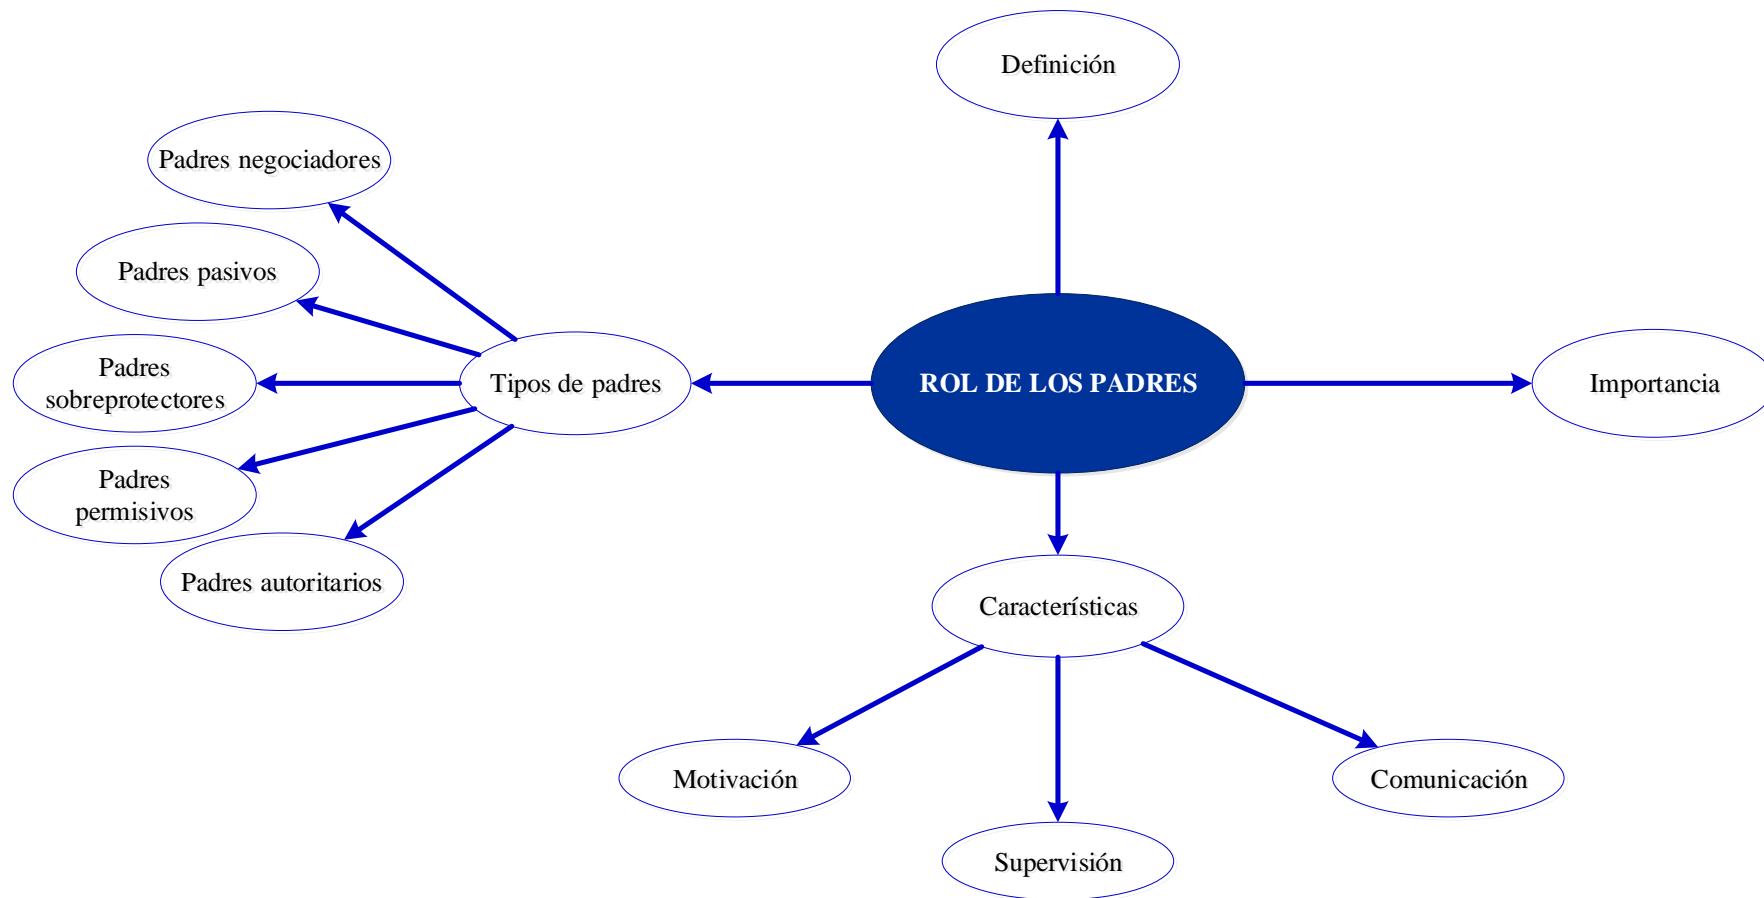 Definición
Padres negociadores
Padres pasivos
Padres
sobreprotectores
Tipos de padres
ROL DE LOS PADRES
Importancia
Padres
permisivos
Padres autoritarios
Características
Motivación
Comunicación
Supervisión